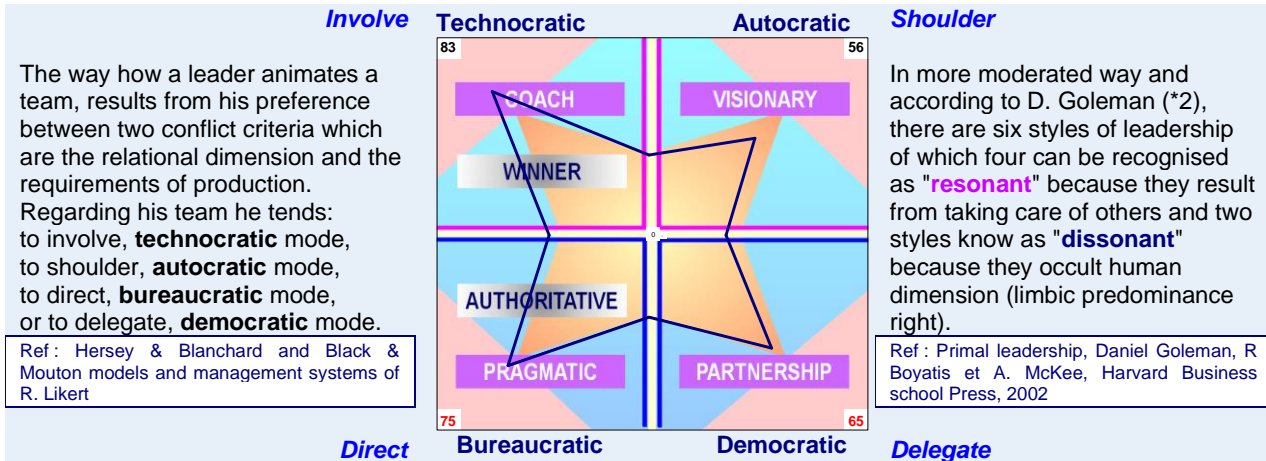 Involve
Technocratic
Autocratic
Shoulder
83
56
The way how a leader animates a
team, results from his preference
between two conflict criteria which
are the relational dimension and the
requirements of production.
Regarding his team he tends:
to involve, technocratic mode,
to shoulder, autocratic mode,
to direct, bureaucratic mode,
or to delegate, democratic mode.
Ref : Hersey & Blanchard and Black &
Mouton models and management systems of
R. Likert
COACH
VISIONARY
WINNER
0
AUTHORITATIVE
PRAGMATIC
PARTNERSHIP
75
65
In more moderated way and
according to D. Goleman (*2),
there are six styles of leadership
of which four can be recognised
as "resonant" because they result
from taking care of others and two
styles know as "dissonant"
because they occult human
dimension (limbic predominance
right).
Ref : Primal leadership, Daniel Goleman, R
Boyatis et A. McKee, Harvard Business
school Press, 2002
Direct
Bureaucratic
Democratic
Delegate